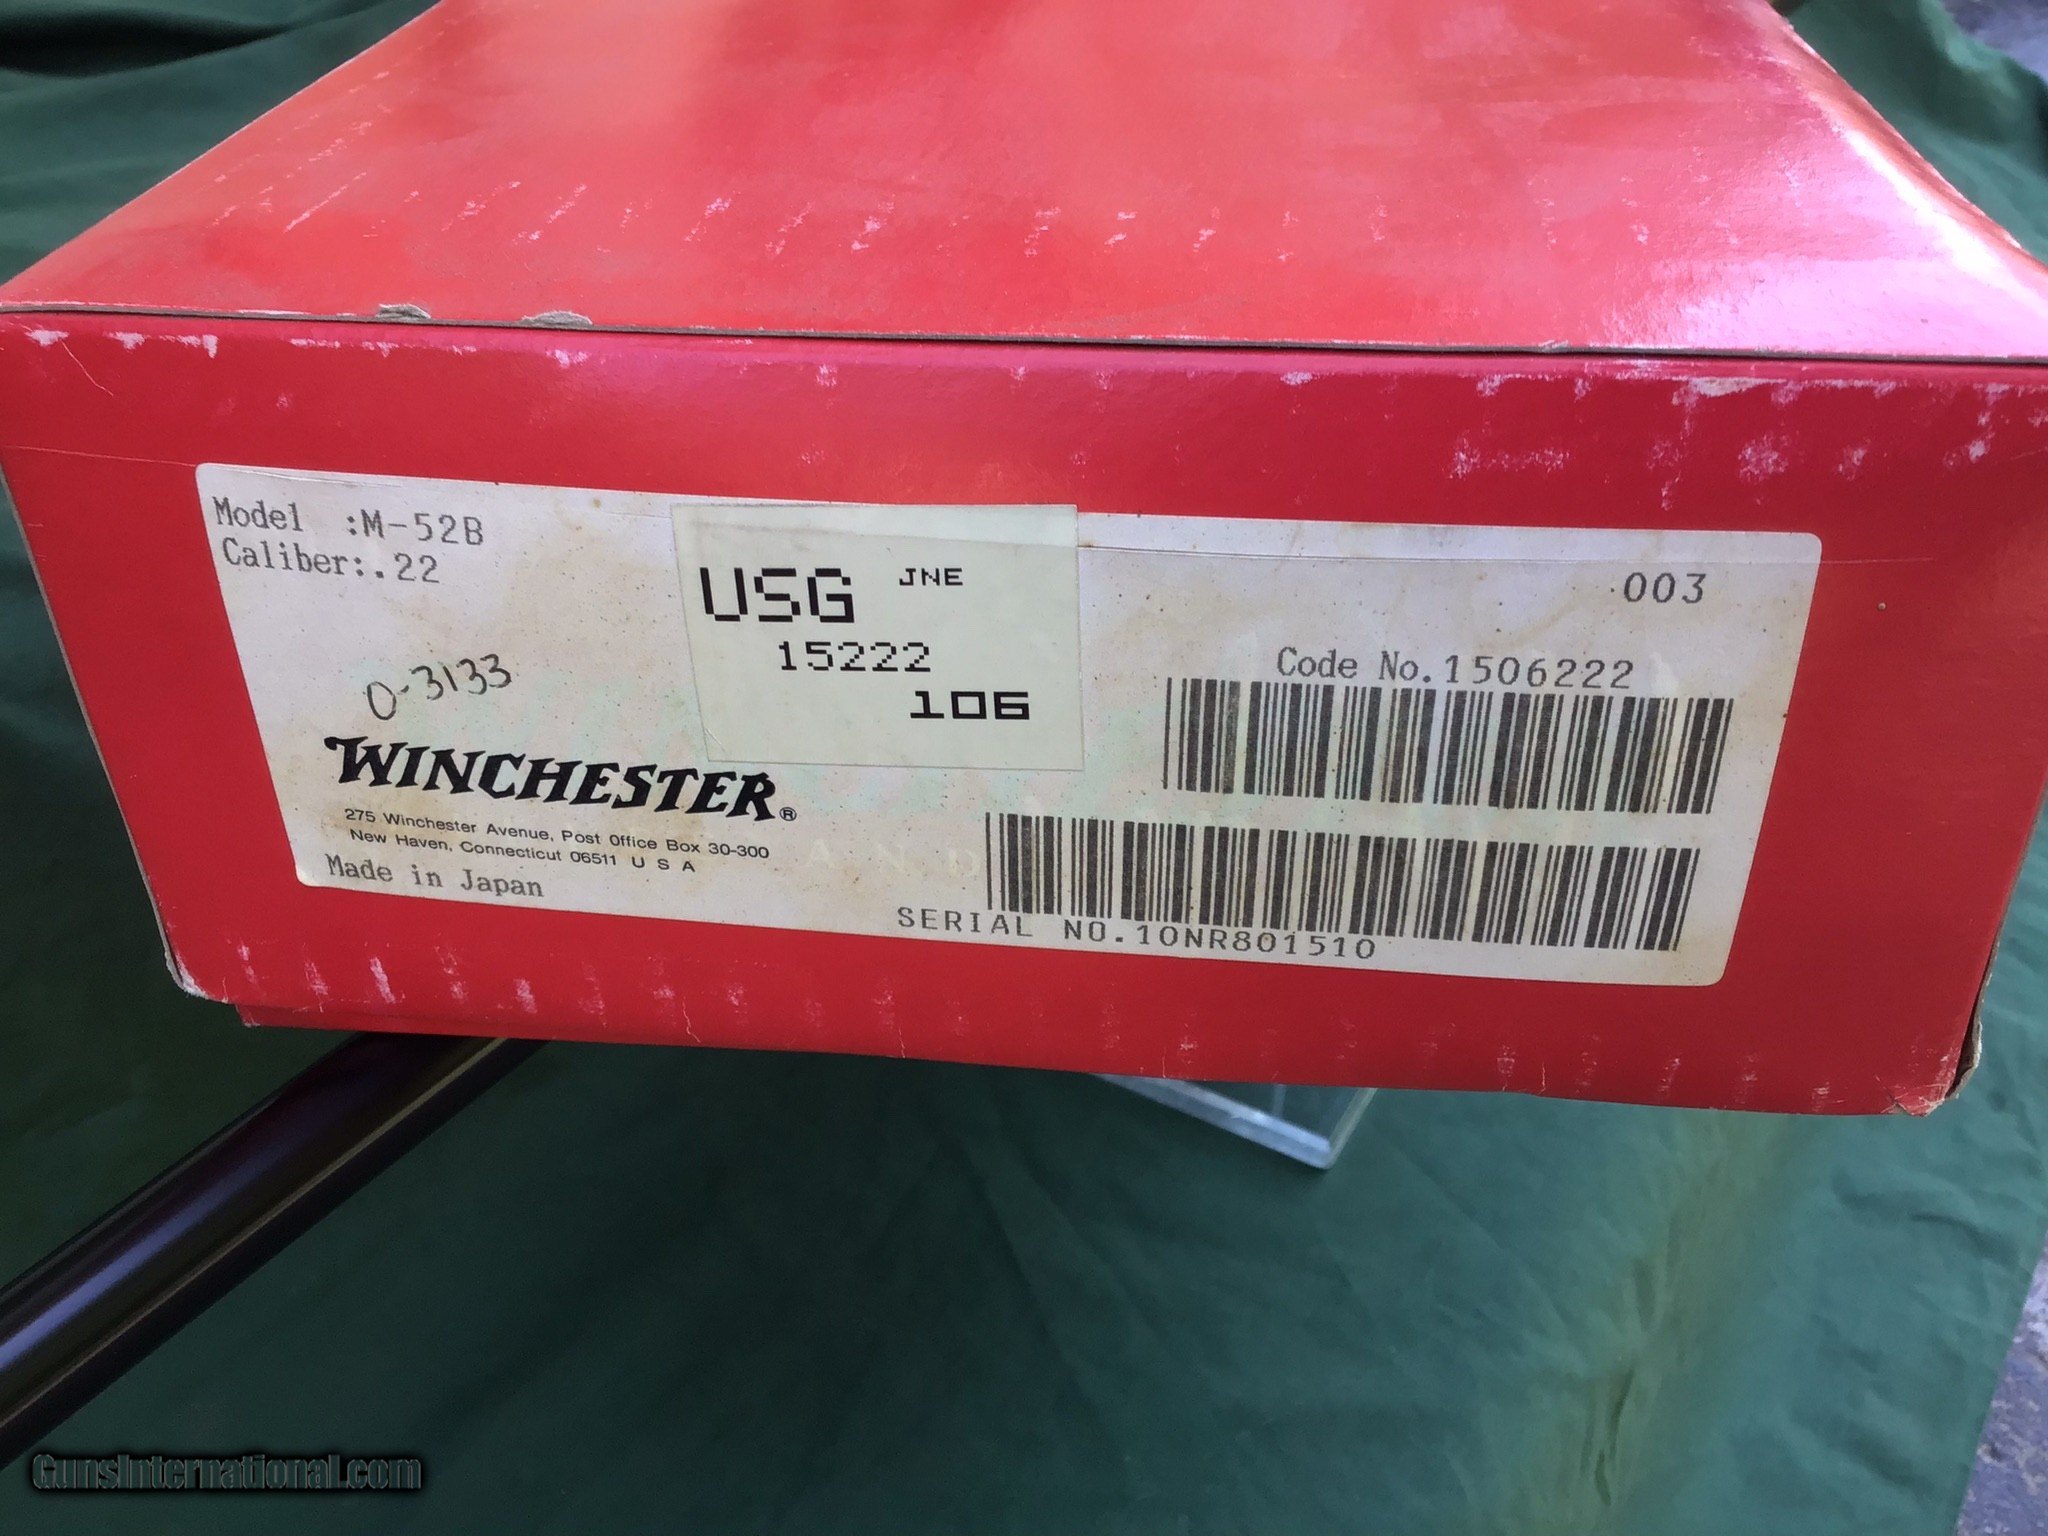 Model :M-52B
Caliber:.22
O-3133
USG JNE
15222
106
003
Code No.1506222
WINCHESTER®
275 Winchester Avenue, Post Office Box 30-300
New Haven, Connecticut 06511 U S A
Made in Japan
SERIAL NO.10NR801510
GunsInternational.com